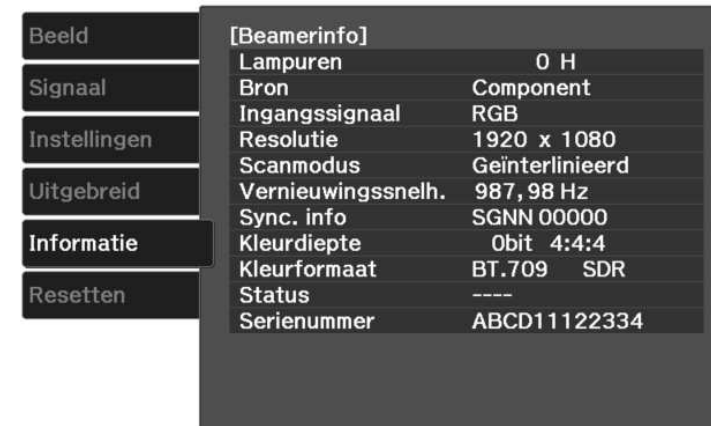 Beeld
Signaal
Instellingen
Uitgebreid
Informatie
Resetten
[Beamerinfo]
Lampuren 0 H
Bron Component
Ingangssignaal RGB
Resolutie 1920 x 1080
Scanmodus Geïnterlinieerd
Vernieuwingssnelh. 987,98 Hz
Sync. info SGNN 00000
Kleurdiepte 0bit 4:4:4
Kleurformaat BT.709 SDR
Status ----
Serienummer ABCD11122334